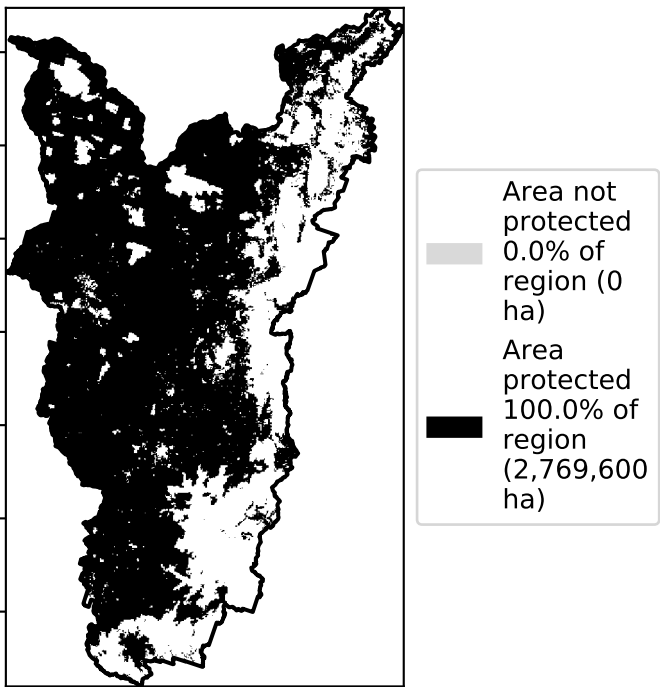 Area not
protected
0.0% of
region (0
ha)
Area
protected
100.0% of
region
(2,769,600
ha)